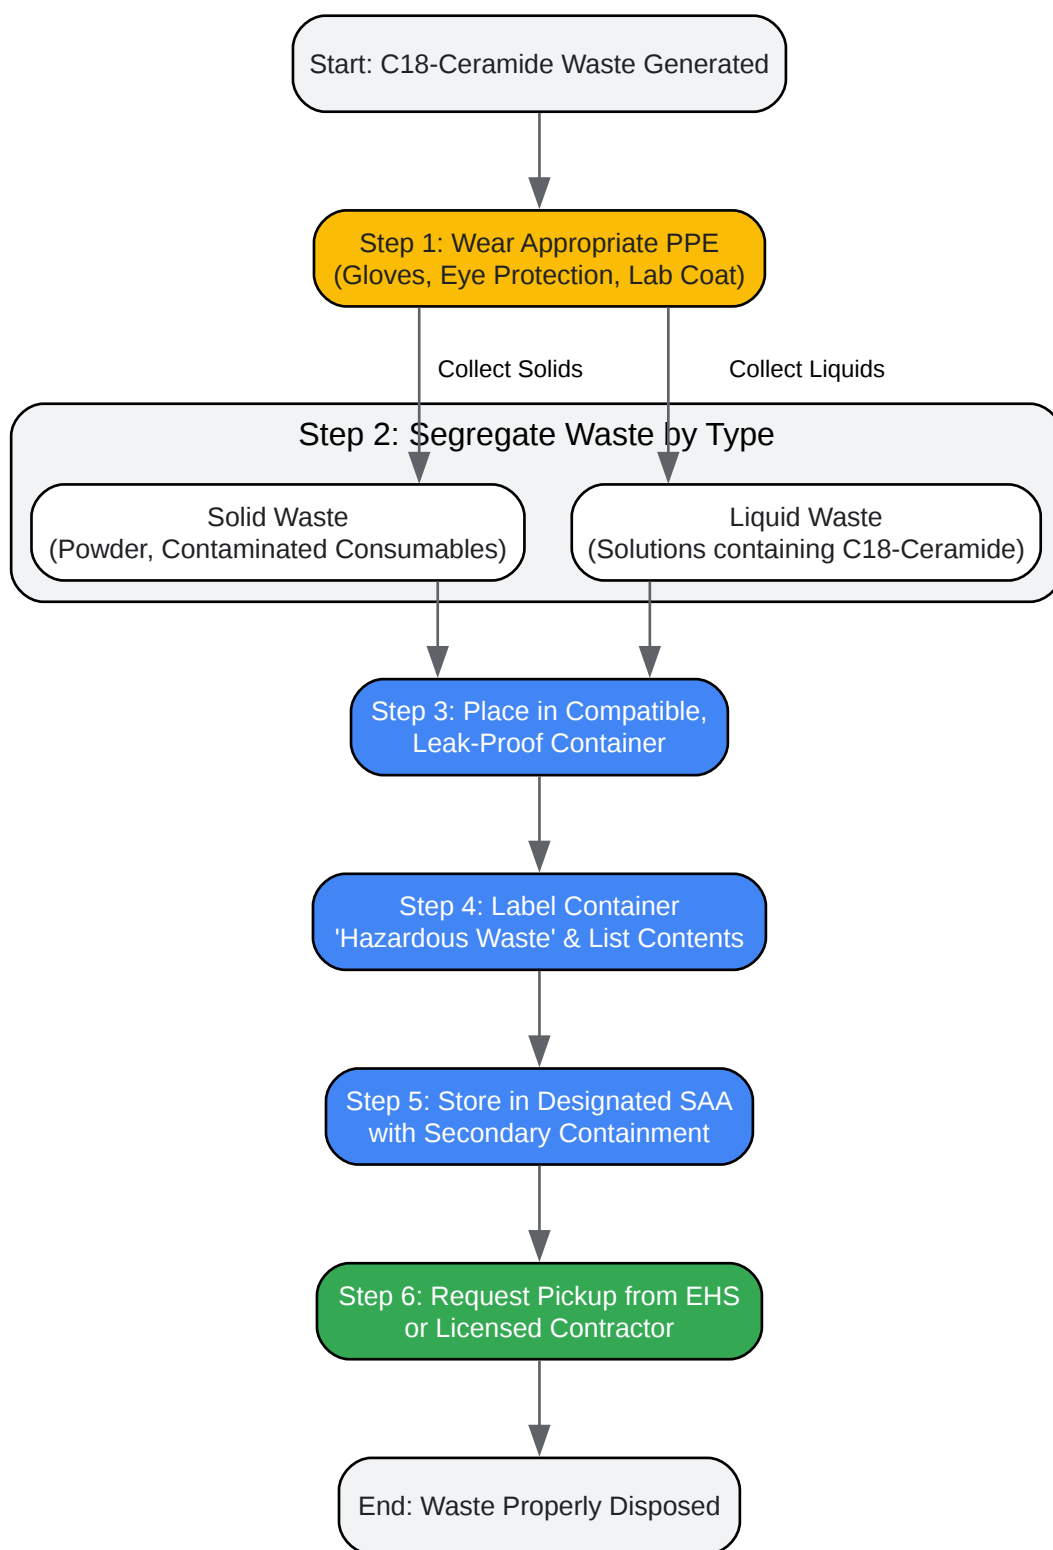 Start: C18-Ceramide Waste Generated
Step 1: Wear Appropriate PPE
(Gloves, Eye Protection, Lab Coat)
Collect Solids
Collect Liquids
Step 2: Segregate Waste by Type
Solid Waste
(Powder, Contaminated Consumables)
Liquid Waste
(Solutions containing C18-Ceramide)
Step 3: Place in Compatible,
Leak-Proof Container
Step 4: Label Container
'Hazardous Waste' & List Contents
Step 5: Store in Designated SAA
with Secondary Containment
Step 6: Request Pickup from EHS
or Licensed Contractor
End: Waste Properly Disposed